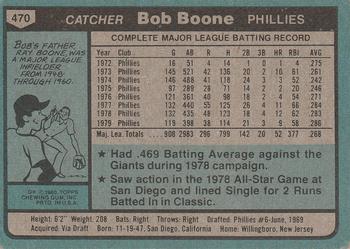 470
CATCHER Bob Boone PHILLIES
BOB'S FATHER,
RAY BOONE, WAS
A MAJOR LEAGUE
INFIELDER
FROM 1948
THROUGH 1960.
COMPLETE MAJOR LEAGUE BATTING RECORD
Year Club G AB R H 2B 3B HR RBI AVG
1972 Phillies 16 51 4 14 1 0 1 4 .275
1973 Phillies 145 521 42 136 20 2 10 61 .261
1974 Phillies 146 488 41 118 24 3 3 52 .242
1975 Phillies 97 289 28 71 14 2 2 20 .246
1976 Phillies 121 361 40 98 18 2 4 54 .271
1977 Phillies 132 440 55 125 26 4 11 66 .284
1978 Phillies 132 435 48 123 18 4 12 62 .283
1979 Phillies 119 398 38 114 21 3 9 58 .286
Maj. Lea. Totals 908 2983 296 799 142 20 52 377 .268
★ Had .469 Batting Average against the
Giants during 1978 campaign.
★ Saw action in the 1978 All-Star Game at
San Diego and lined Single for 2 Runs
Batted In in Classic.
© 1980 TOPPS
CHEWING GUM, INC.
PRTD. IN U.S.A.
Height: 6'2" Weight: 208 Bats: Right Throws: Right Drafted: Phillies #6-June, 1969
Acquired: Via Draft Born: 11-19-47, San Diego, California Home: Willingboro, New Jersey